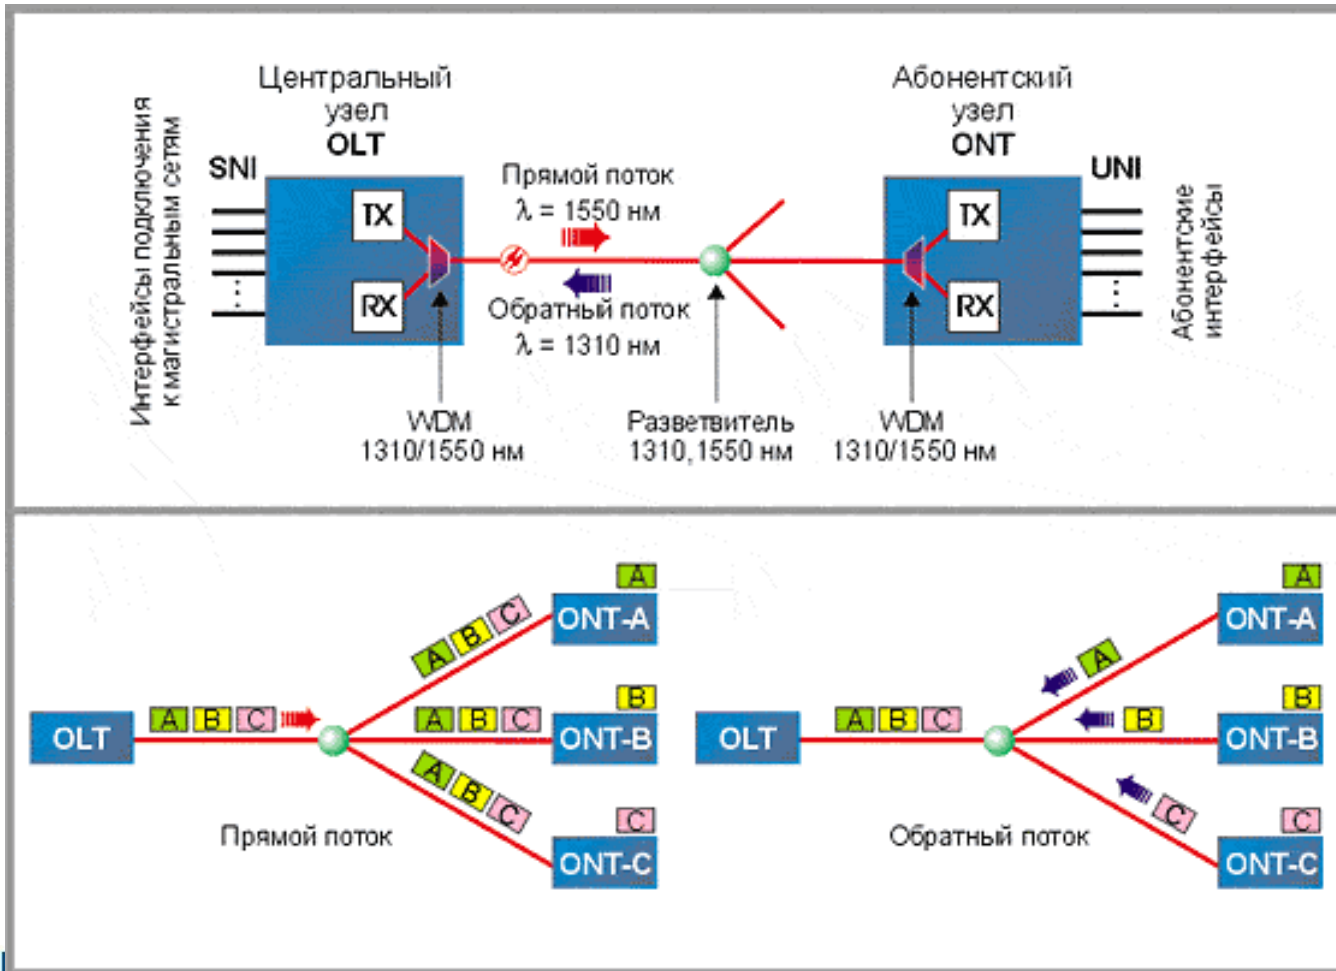 Центральный
узел
OLT
Абонентский
узел
ONT
Интерфейсы подключения
к магистральным сетям
SNI
TX
RX
Прямой поток
λ = 1550 нм
Обратный поток
λ = 1310 нм
TX
RX
UNI
Абонентские
интерфейсы
WDM
1310/1550 нм
Разветвитель
1310,1550 нм
WDM
1310/1550 нм
OLT
A B C
A B C
A B C
A B C
A
ONT-A
B
ONT-B
C
ONT-C
Прямой поток
OLT
A B C
A
B
C
A
ONT-A
B
ONT-B
C
ONT-C
Обратный поток